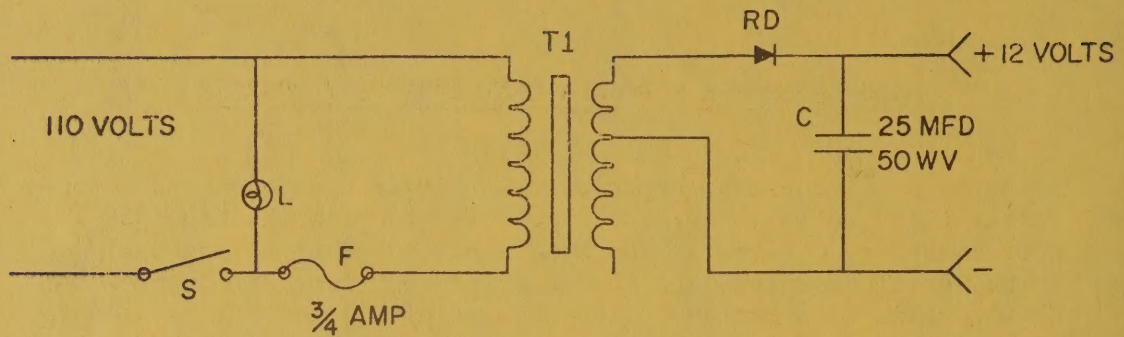 RD
T1
+12 VOLTS
110 VOLTS
C
25 MFD
50 WV
L
S
F
3/4 AMP
-